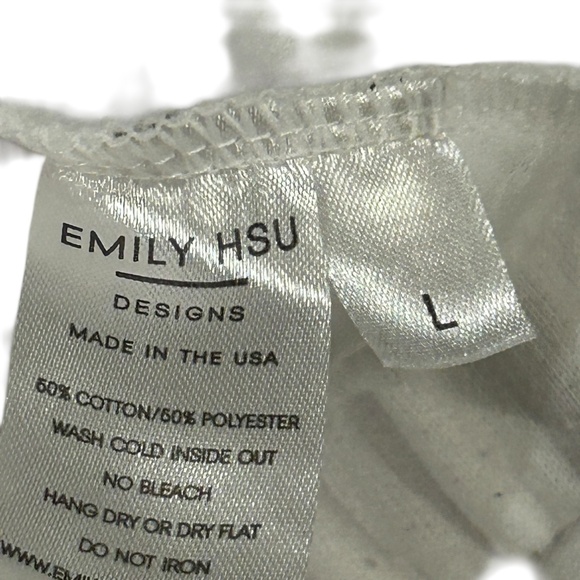 EMILY HSU
DESIGNS
MADE IN THE USA
50% COTTON/50% POLYESTER
WASH COLD INSIDE OUT
NO BLEACH
HANG DRY OR DRY FLAT
DO NOT IRON
L